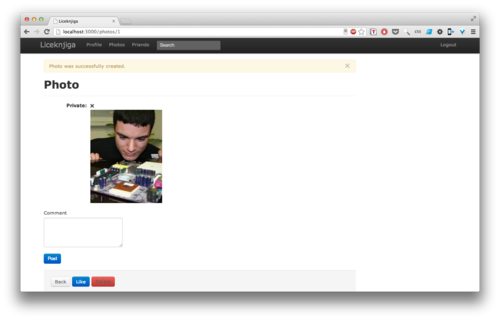 Liceknjiga
localhost:3000/photos/1
Liceknjiga Profile Photos Friends Search Logout
Photo was successfully created.
Photo
Private: x
Comment
Post
Back Like